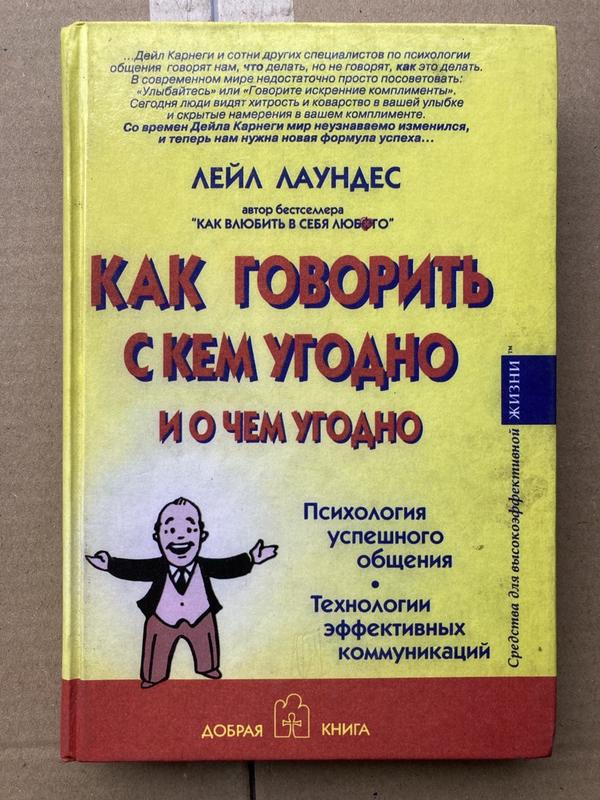 ...Дейл Карнеги и сотни других специалистов по психологии
общения говорят нам, что делать, но не говорят, как это делать.
В современном мире недостаточно просто посоветовать:
«Улыбайтесь» или «Говорите искренние комплименты».
Сегодня люди видят хитрость и коварство в вашей улыбке
и скрытые намерения в вашем комплименте.
Со времен Дейла Карнеги мир неузнаваемо изменился,
и теперь нам нужна новая формула успеха...
ЛЕЙЛ ЛАУНДЕС
автор бестселлера
"КАК ВЛЮБИТЬ В СЕБЯ ЛЮБОГО"
КАК ГОВОРИТЬ
С КЕМ УГОДНО
И О ЧЕМ УГОДНО
Психология
успешного
общения
•
Технологии
эффективных
коммуникаций
Средства для высокоэффективной ЖИЗНИ™
ДОБРАЯ КНИГА